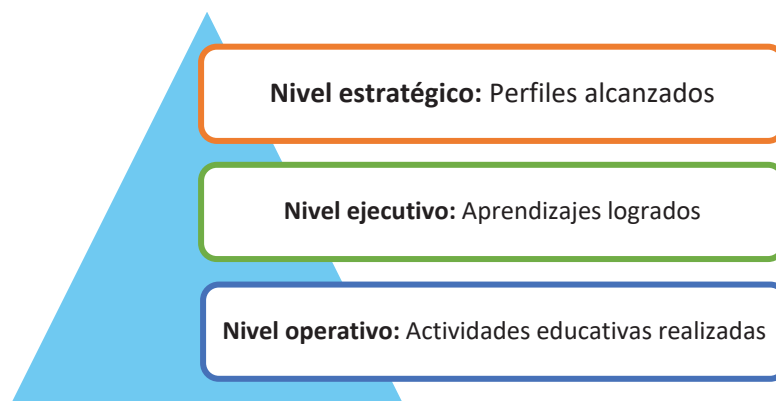 Nivel estratégico: Perfiles alcanzados
Nivel ejecutivo: Aprendizajes logrados
Nivel operativo: Actividades educativas realizadas